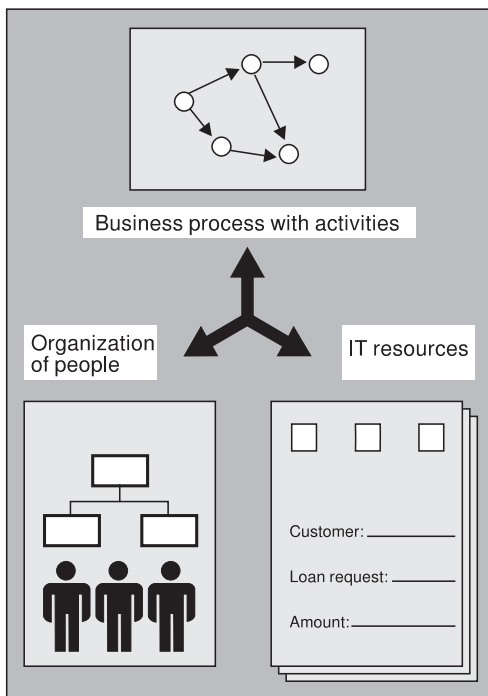 Business process with activities
Organization
of people
IT resources
Customer:
Loan request:
Amount: